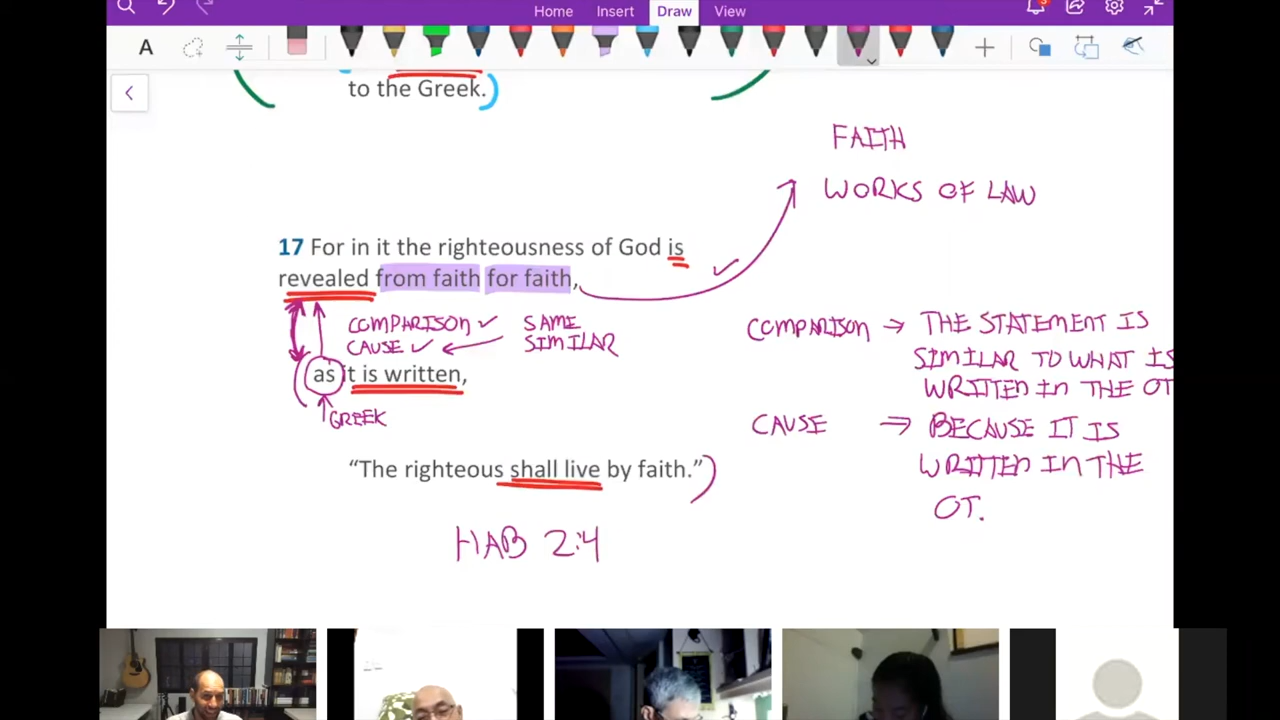 Home Insert Draw View
A
to the Greek.)
FAITH
WORKS OF LAW
17 For in it the righteousness of God is
revealed from faith for faith,
COMPARISON ✓ SAME
CAUSE ✓ SIMILAR
as it is written,
GREEK
"The righteous shall live by faith.")
HAB 2:4
COMPARISON → THE STATEMENT IS
SIMILAR TO WHAT IS
WRITTEN IN THE OT
CAUSE ⇒ BECAUSE IT IS
WRITTEN IN THE
OT.